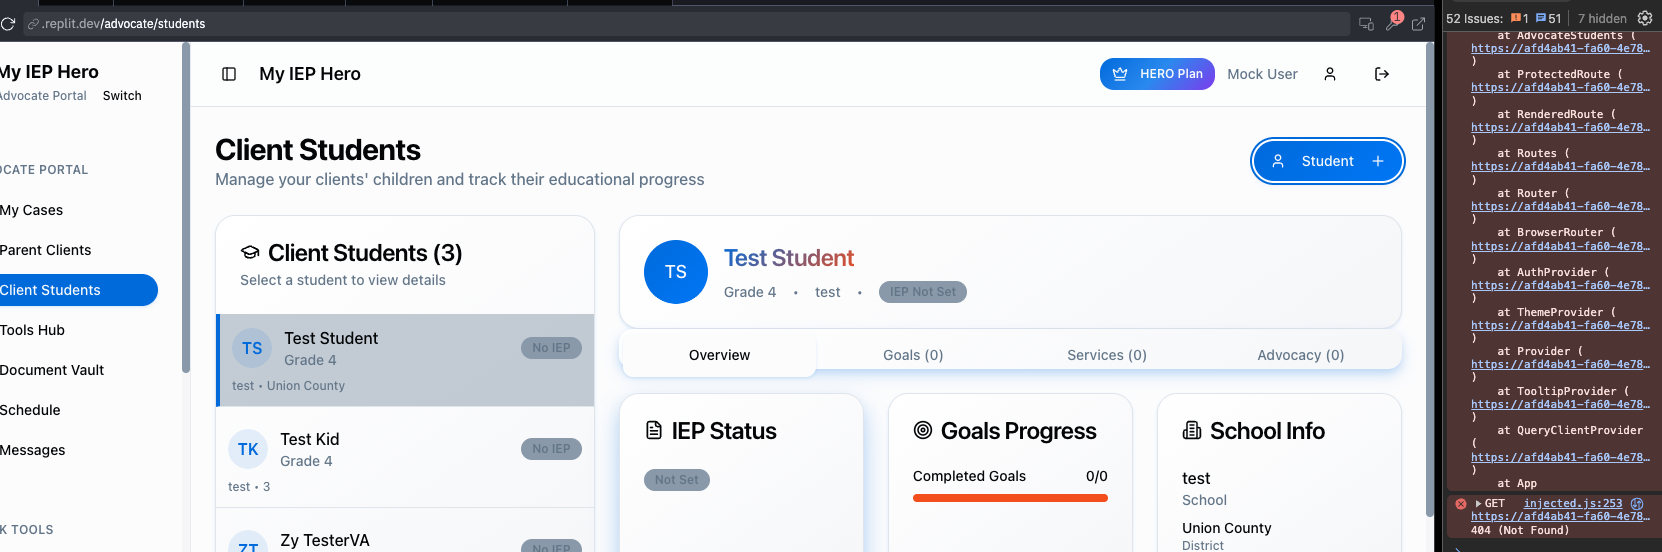 .replit.dev/advocate/students
1
My IEP Hero
Advocate Portal Switch
OCATE PORTAL
My Cases
Parent Clients
Client Students
Tools Hub
Document Vault
Schedule
Messages
K TOOLS
My IEP Hero
HERO Plan
Mock User
Client Students
Manage your clients' children and track their educational progress
Student +
Client Students (3)
Select a student to view details
TS
Test Student
Grade 4
No IEP
test • Union County
TK
Test Kid
Grade 4
No IEP
test • 3
ZT
Zy TesterVA
No IEP
TS
Test Student
Grade 4 • test • IEP Not Set
Overview
Goals (0)
Services (0)
Advocacy (0)
IEP Status
Not Set
Goals Progress
Completed Goals 0/0
School Info
test
School
Union County
District
52 Issues: 1 51 7 hidden
at AdvocateStudents (
https://afd4ab41-fa60-4e78…
)
at ProtectedRoute (
https://afd4ab41-fa60-4e78…
)
at RenderedRoute (
https://afd4ab41-fa60-4e78…
)
at Routes (
https://afd4ab41-fa60-4e78…
)
at Router (
https://afd4ab41-fa60-4e78…
)
at BrowserRouter (
https://afd4ab41-fa60-4e78…
)
at AuthProvider (
https://afd4ab41-fa60-4e78…
)
at ThemeProvider (
https://afd4ab41-fa60-4e78…
)
at Provider (
https://afd4ab41-fa60-4e78…
)
at TooltipProvider (
https://afd4ab41-fa60-4e78…
)
at QueryClientProvider
(
https://afd4ab41-fa60-4e78…
)
at App
GET injected.js:253
https://afd4ab41-fa60-4e78…
404 (Not Found)